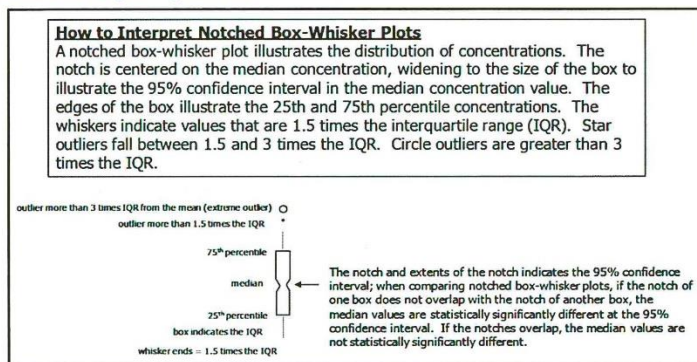 How to Interpret Notched Box-Whisker Plots
A notched box-whisker plot illustrates the distribution of concentrations. The
notch is centered on the median concentration, widening to the size of the box to
illustrate the 95% confidence interval in the median concentration value. The
edges of the box illustrate the 25th and 75th percentile concentrations. The
whiskers indicate values that are 1.5 times the interquartile range (IQR). Star
outliers fall between 1.5 and 3 times the IQR. Circle outliers are greater than 3
times the IQR.
outlier more than 3 times IQR from the mean (extreme outlier)
outlier more than 1.5 times the IQR
75th percentile
median
25th percentile
box indicates the IQR
whisker ends = 1.5 times the IQR
The notch and extents of the notch indicates the 95% confidence
interval; when comparing notched box-whisker plots, if the notch of
one box does not overlap with the notch of another box, the
median values are statistically significantly different at the 95%
confidence interval. If the notches overlap, the median values are
not statistically significantly different.